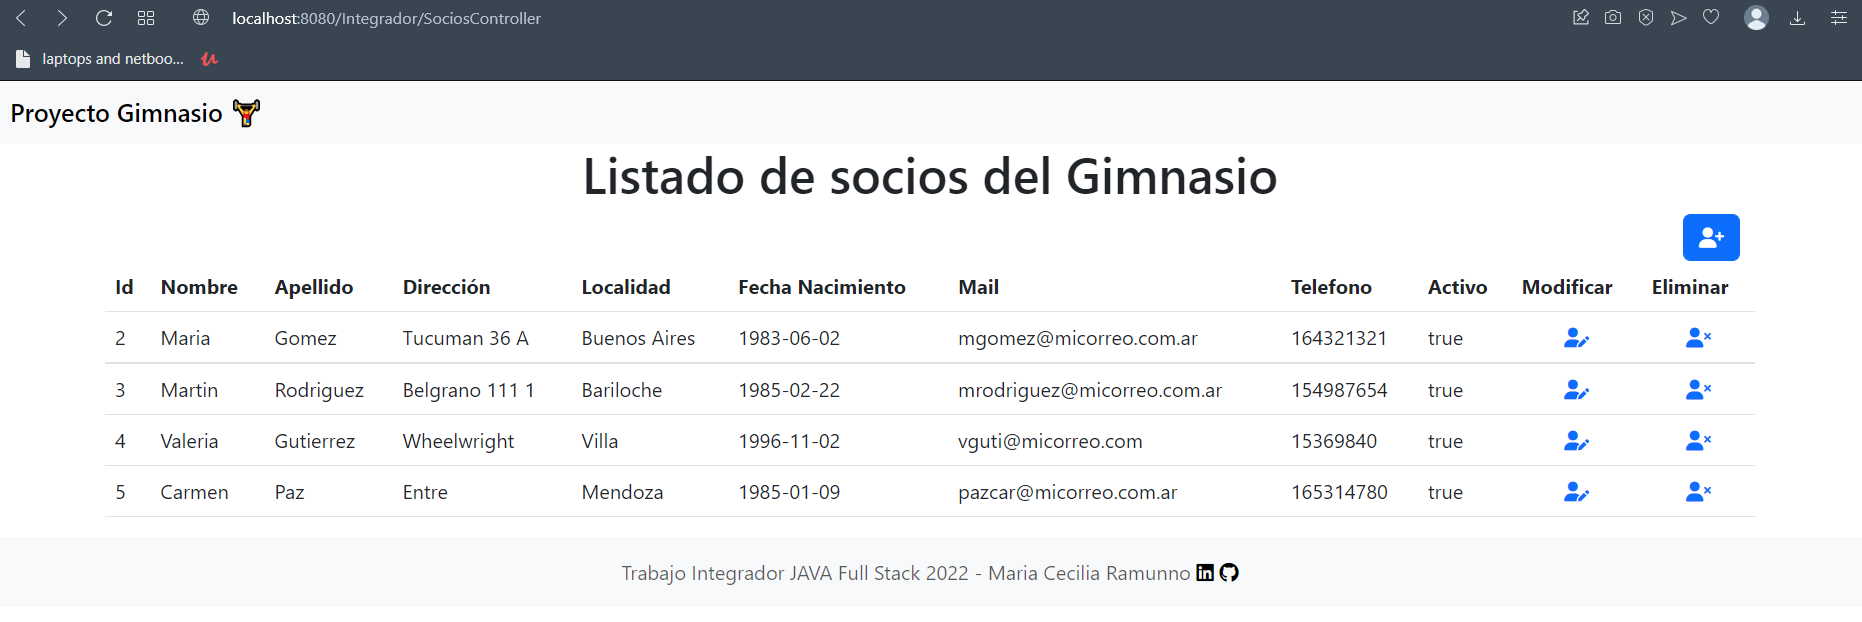 localhost:8080/Integrador/SociosController
laptops and netboo...
Proyecto Gimnasio
Listado de socios del Gimnasio
Id Nombre Apellido Dirección Localidad Fecha Nacimiento Mail Telefono Activo Modificar Eliminar
2 Maria Gomez Tucuman 36 A Buenos Aires 1983-06-02 mgomez@micorreo.com.ar 164321321 true
3 Martin Rodriguez Belgrano 111 1 Bariloche 1985-02-22 mrodriguez@micorreo.com.ar 154987654 true
4 Valeria Gutierrez Wheelwright Villa 1996-11-02 vguti@micorreo.com 15369840 true
5 Carmen Paz Entre Mendoza 1985-01-09 pazcar@micorreo.com.ar 165314780 true
Trabajo Integrador JAVA Full Stack 2022 - Maria Cecilia Ramunno in